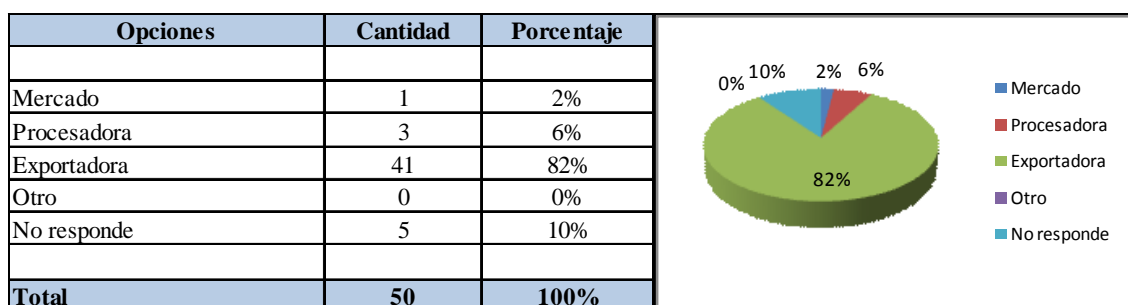 Opciones Cantidad Porcentaje
Mercado 1 2%
Procesadora 3 6%
Exportadora 41 82%
Otro 0 0%
No responde 5 10%
Total 50 100%
0% 10% 2% 6%
82%
Mercado
Procesadora
Exportadora
Otro
No responde